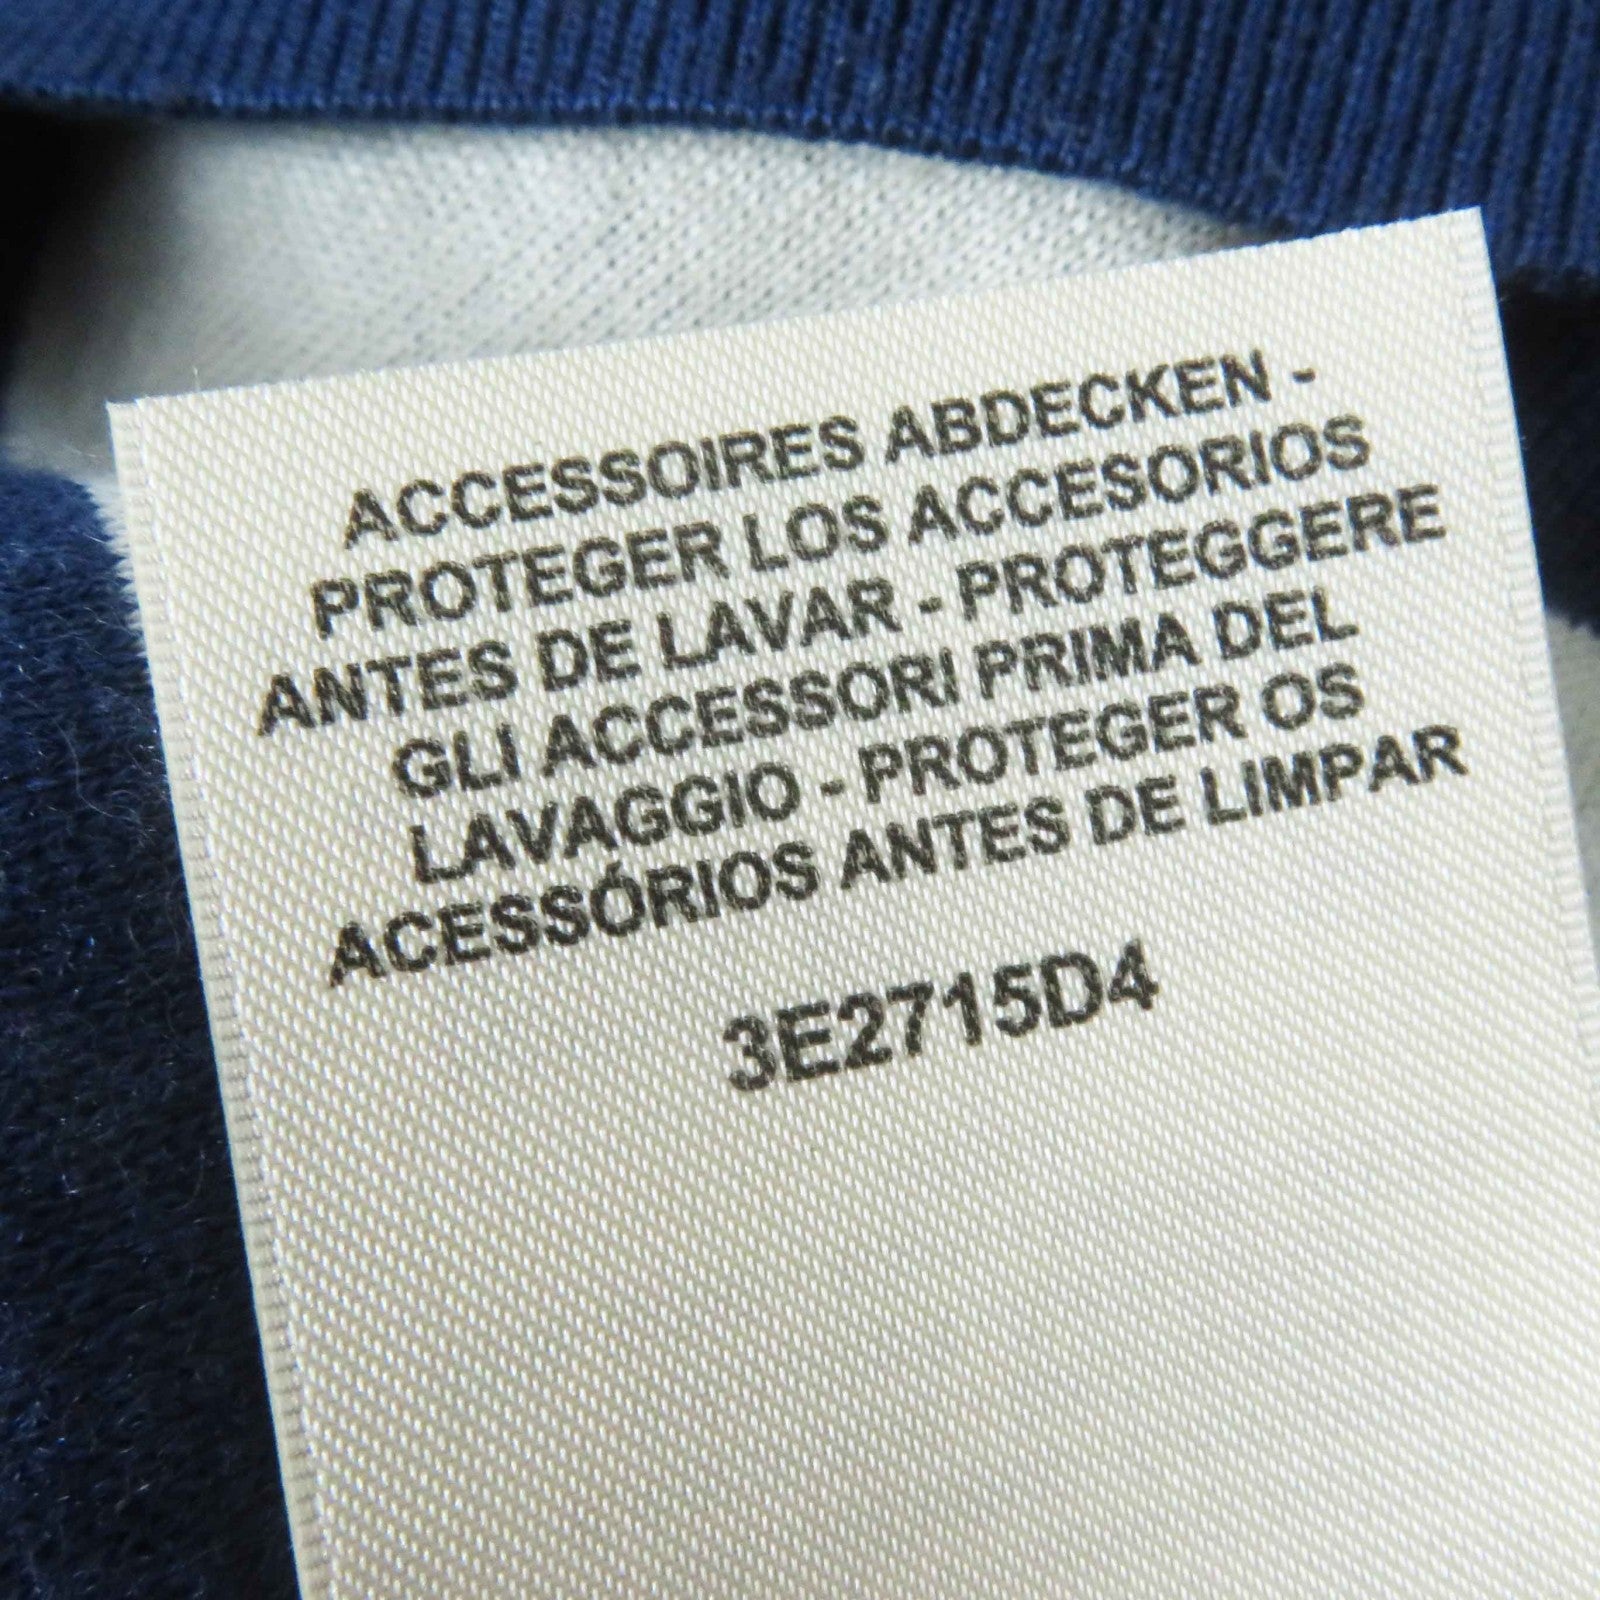 ACCESSOIRES ABDECKEN -
PROTEGER LOS ACCESORIOS
ANTES DE LAVAR - PROTEGGERE
GLI ACCESSORI PRIMA DEL
LAVAGGIO - PROTEGER OS
ACESSÓRIOS ANTES DE LIMPAR
3E2715D4